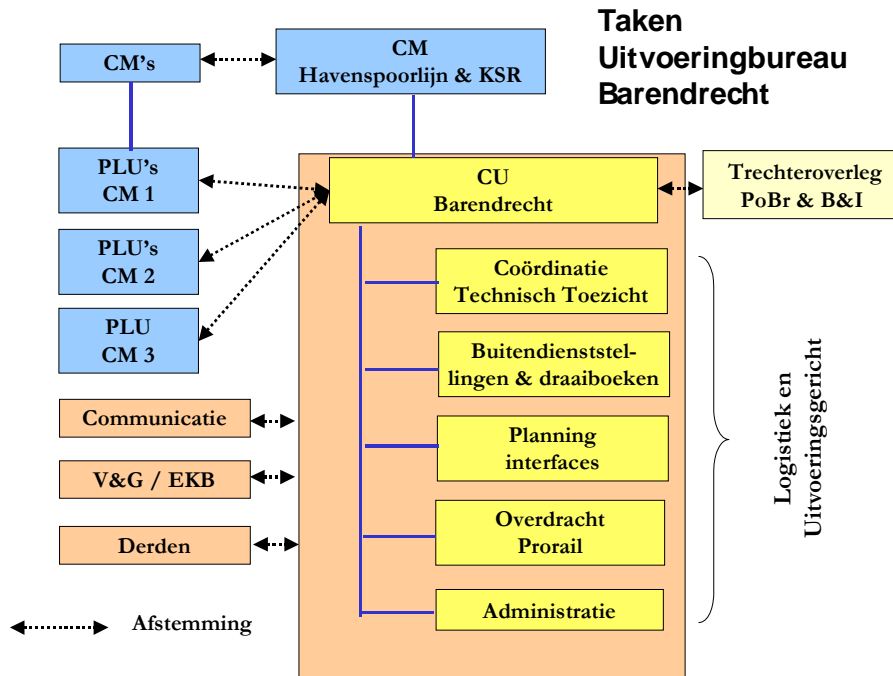 Taken
Uitvoeringbureau
Barendrecht
CM's
CM
Havenspoorlijn & KSR
PLU's
CM 1
CU
Barendrecht
Trechteroverleg
PoBr & B&I
PLU's
CM 2
Coördinatie
Technisch Toezicht
PLU
CM 3
Buitendienststel-
lingen & draaiboeken
Communicatie
Planning
interfaces
V&G / EKB
Overdracht
Prorail
Derden
Administratie
Logistiek en
Uitvoeringsgericht
Afstemming